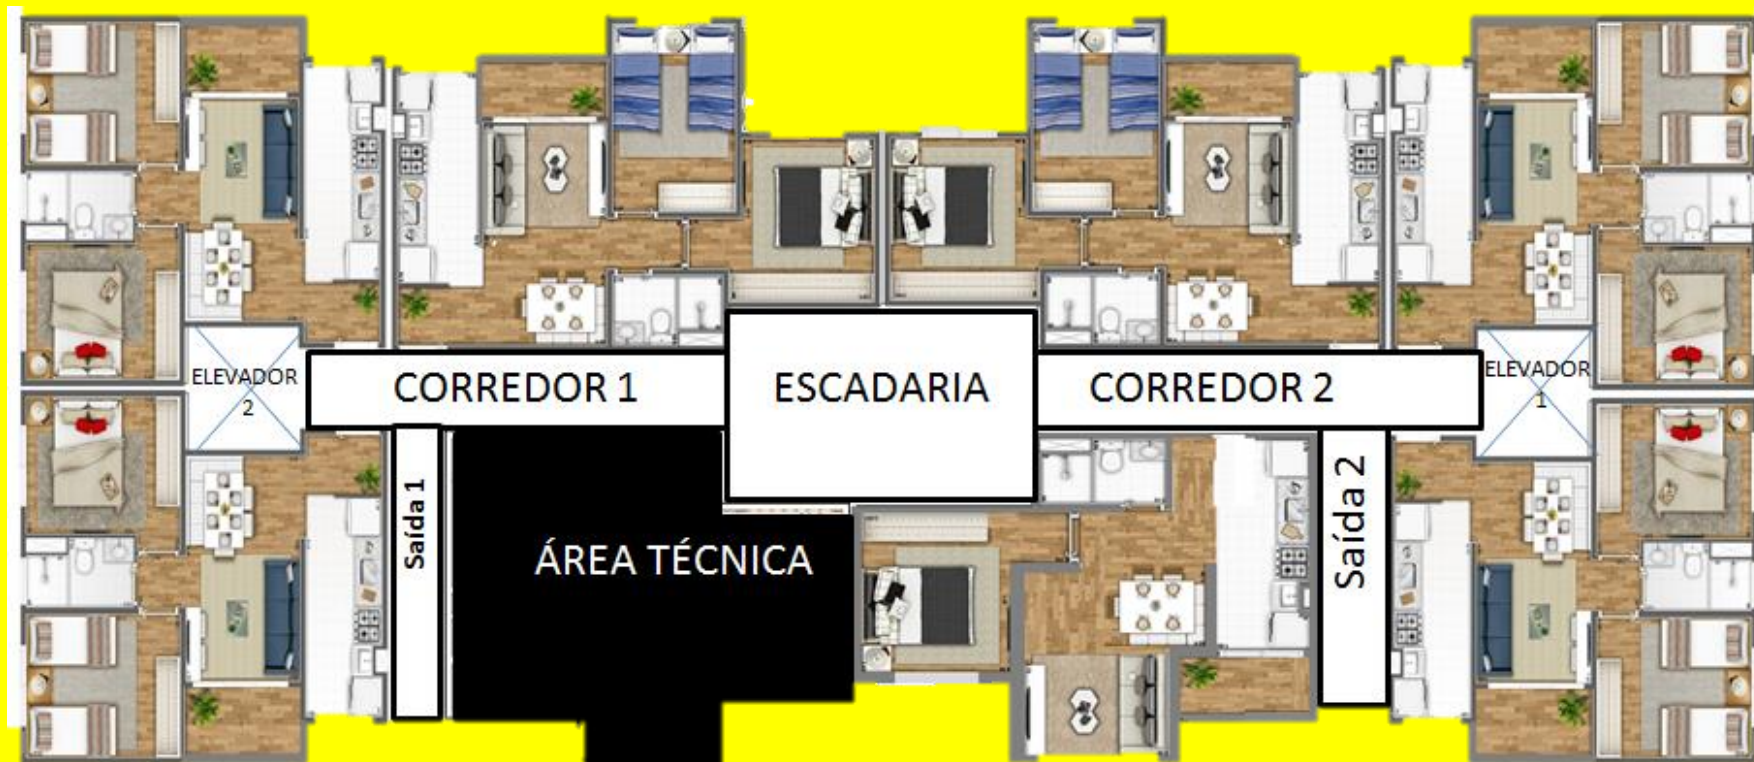 ELEVADOR
2
CORREDOR 1
ESCADARIA
CORREDOR 2
ELEVADOR
1
Saída 1
ÁREA TÉCNICA
Saída 2